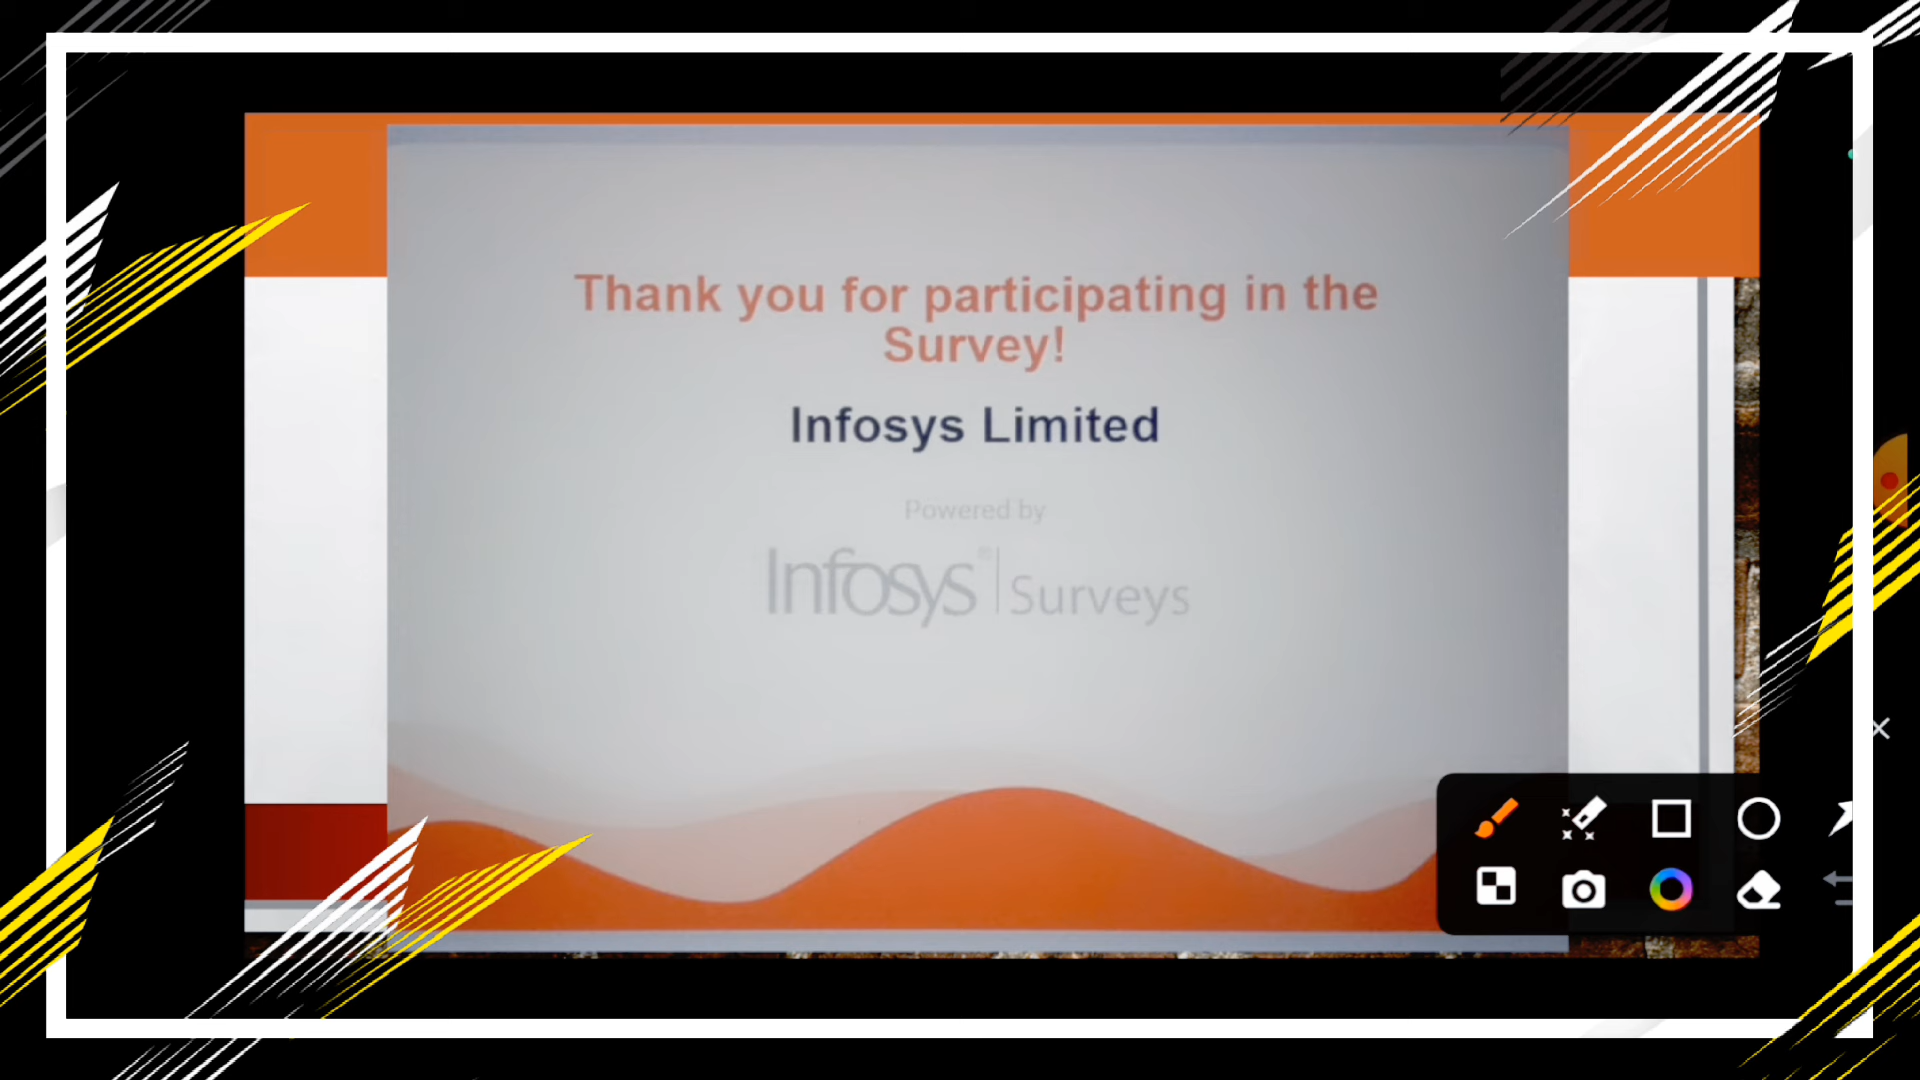 Thank you for participating in the
Survey!
Infosys Limited
Powered by
Infosys® | Surveys